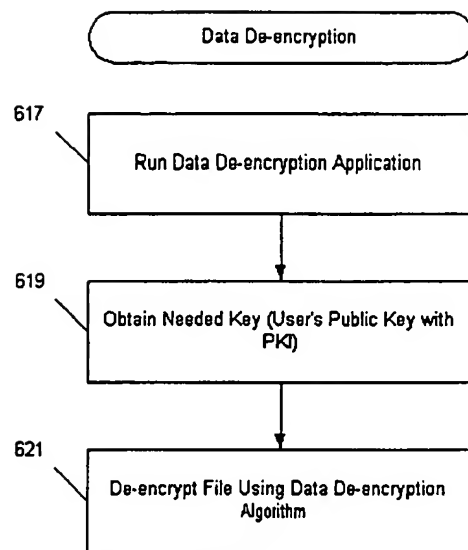 Data De-encryption
617
Run Data De-encryption Application
619
Obtain Needed Key (User's Public Key with
PKI)
621
De-encrypt File Using Data De-encryption
Algorithm